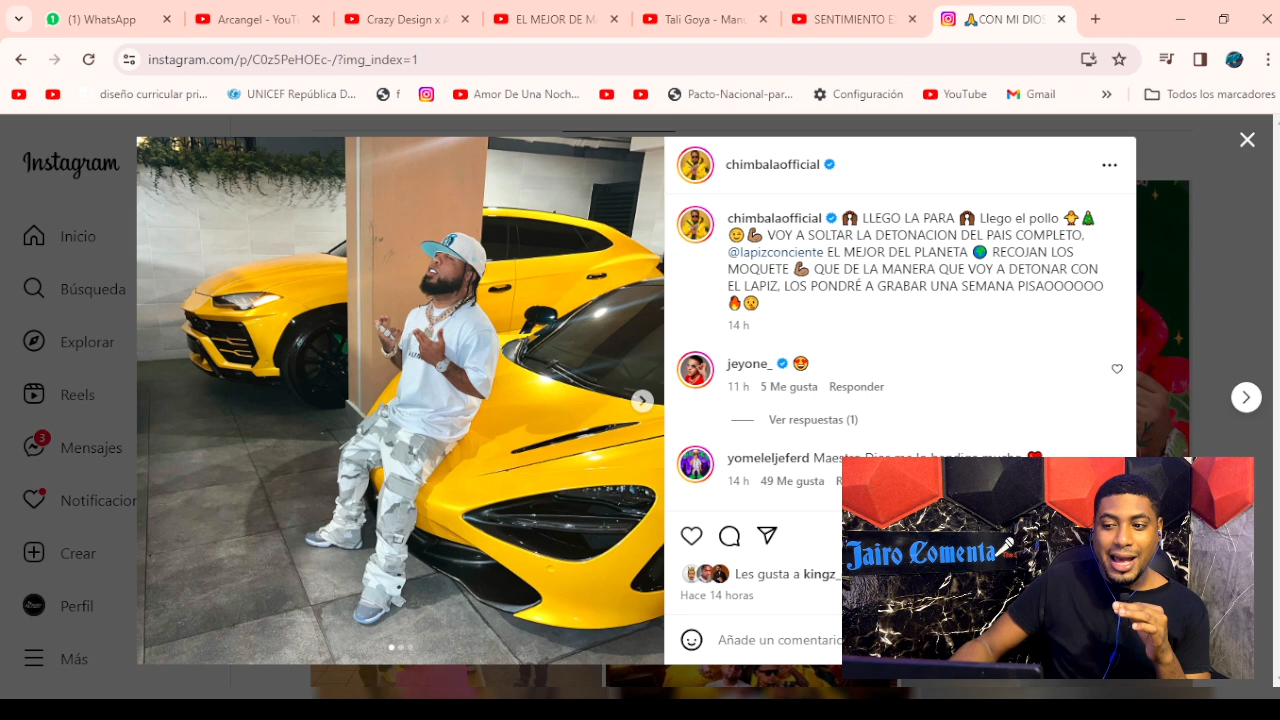 (1) WhatsApp
Arcangel - YouT
Crazy Design x A
EL MEJOR DE M
Tali Goya - Man
SENTIMIENTO E
🙏CON MI DIOS
instagram.com/p/C0z5PeHOEc-/?img_index=1
diseño curricular pri...
UNICEF República D...
f
Amor De Una Noch...
Pacto-Nacional-par...
Configuración
YouTube
Gmail
Todos los marcadores
Instagram
Inicio
Búsqueda
Explorar
Reels
3
Mensajes
Notificacion
Crear
Perfil
Más
chimbalaofficial
chimbalaofficial LLEGO LA PARA Llego el pollo 🐥🎄
😉💪🏽 VOY A SOLTAR LA DETONACION DEL PAIS COMPLETO,
@lapizconciente EL MEJOR DEL PLANETA 🌎 RECOJAN LOS
MOQUETE 💪🏽 QUE DE LA MANERA QUE VOY A DETONAR CON
EL LAPIZ, LOS PONDRÉ A GRABAR UNA SEMANA PISAOOOOOO
14 h
jeyone_ 😍
11 h 5 Me gusta Responder
Ver respuestas (1)
yomeleljeferd
14 h 49 Me gusta R
Les gusta a kingz_
Hace 14 horas
Añade un comentario
Jairo Comenta